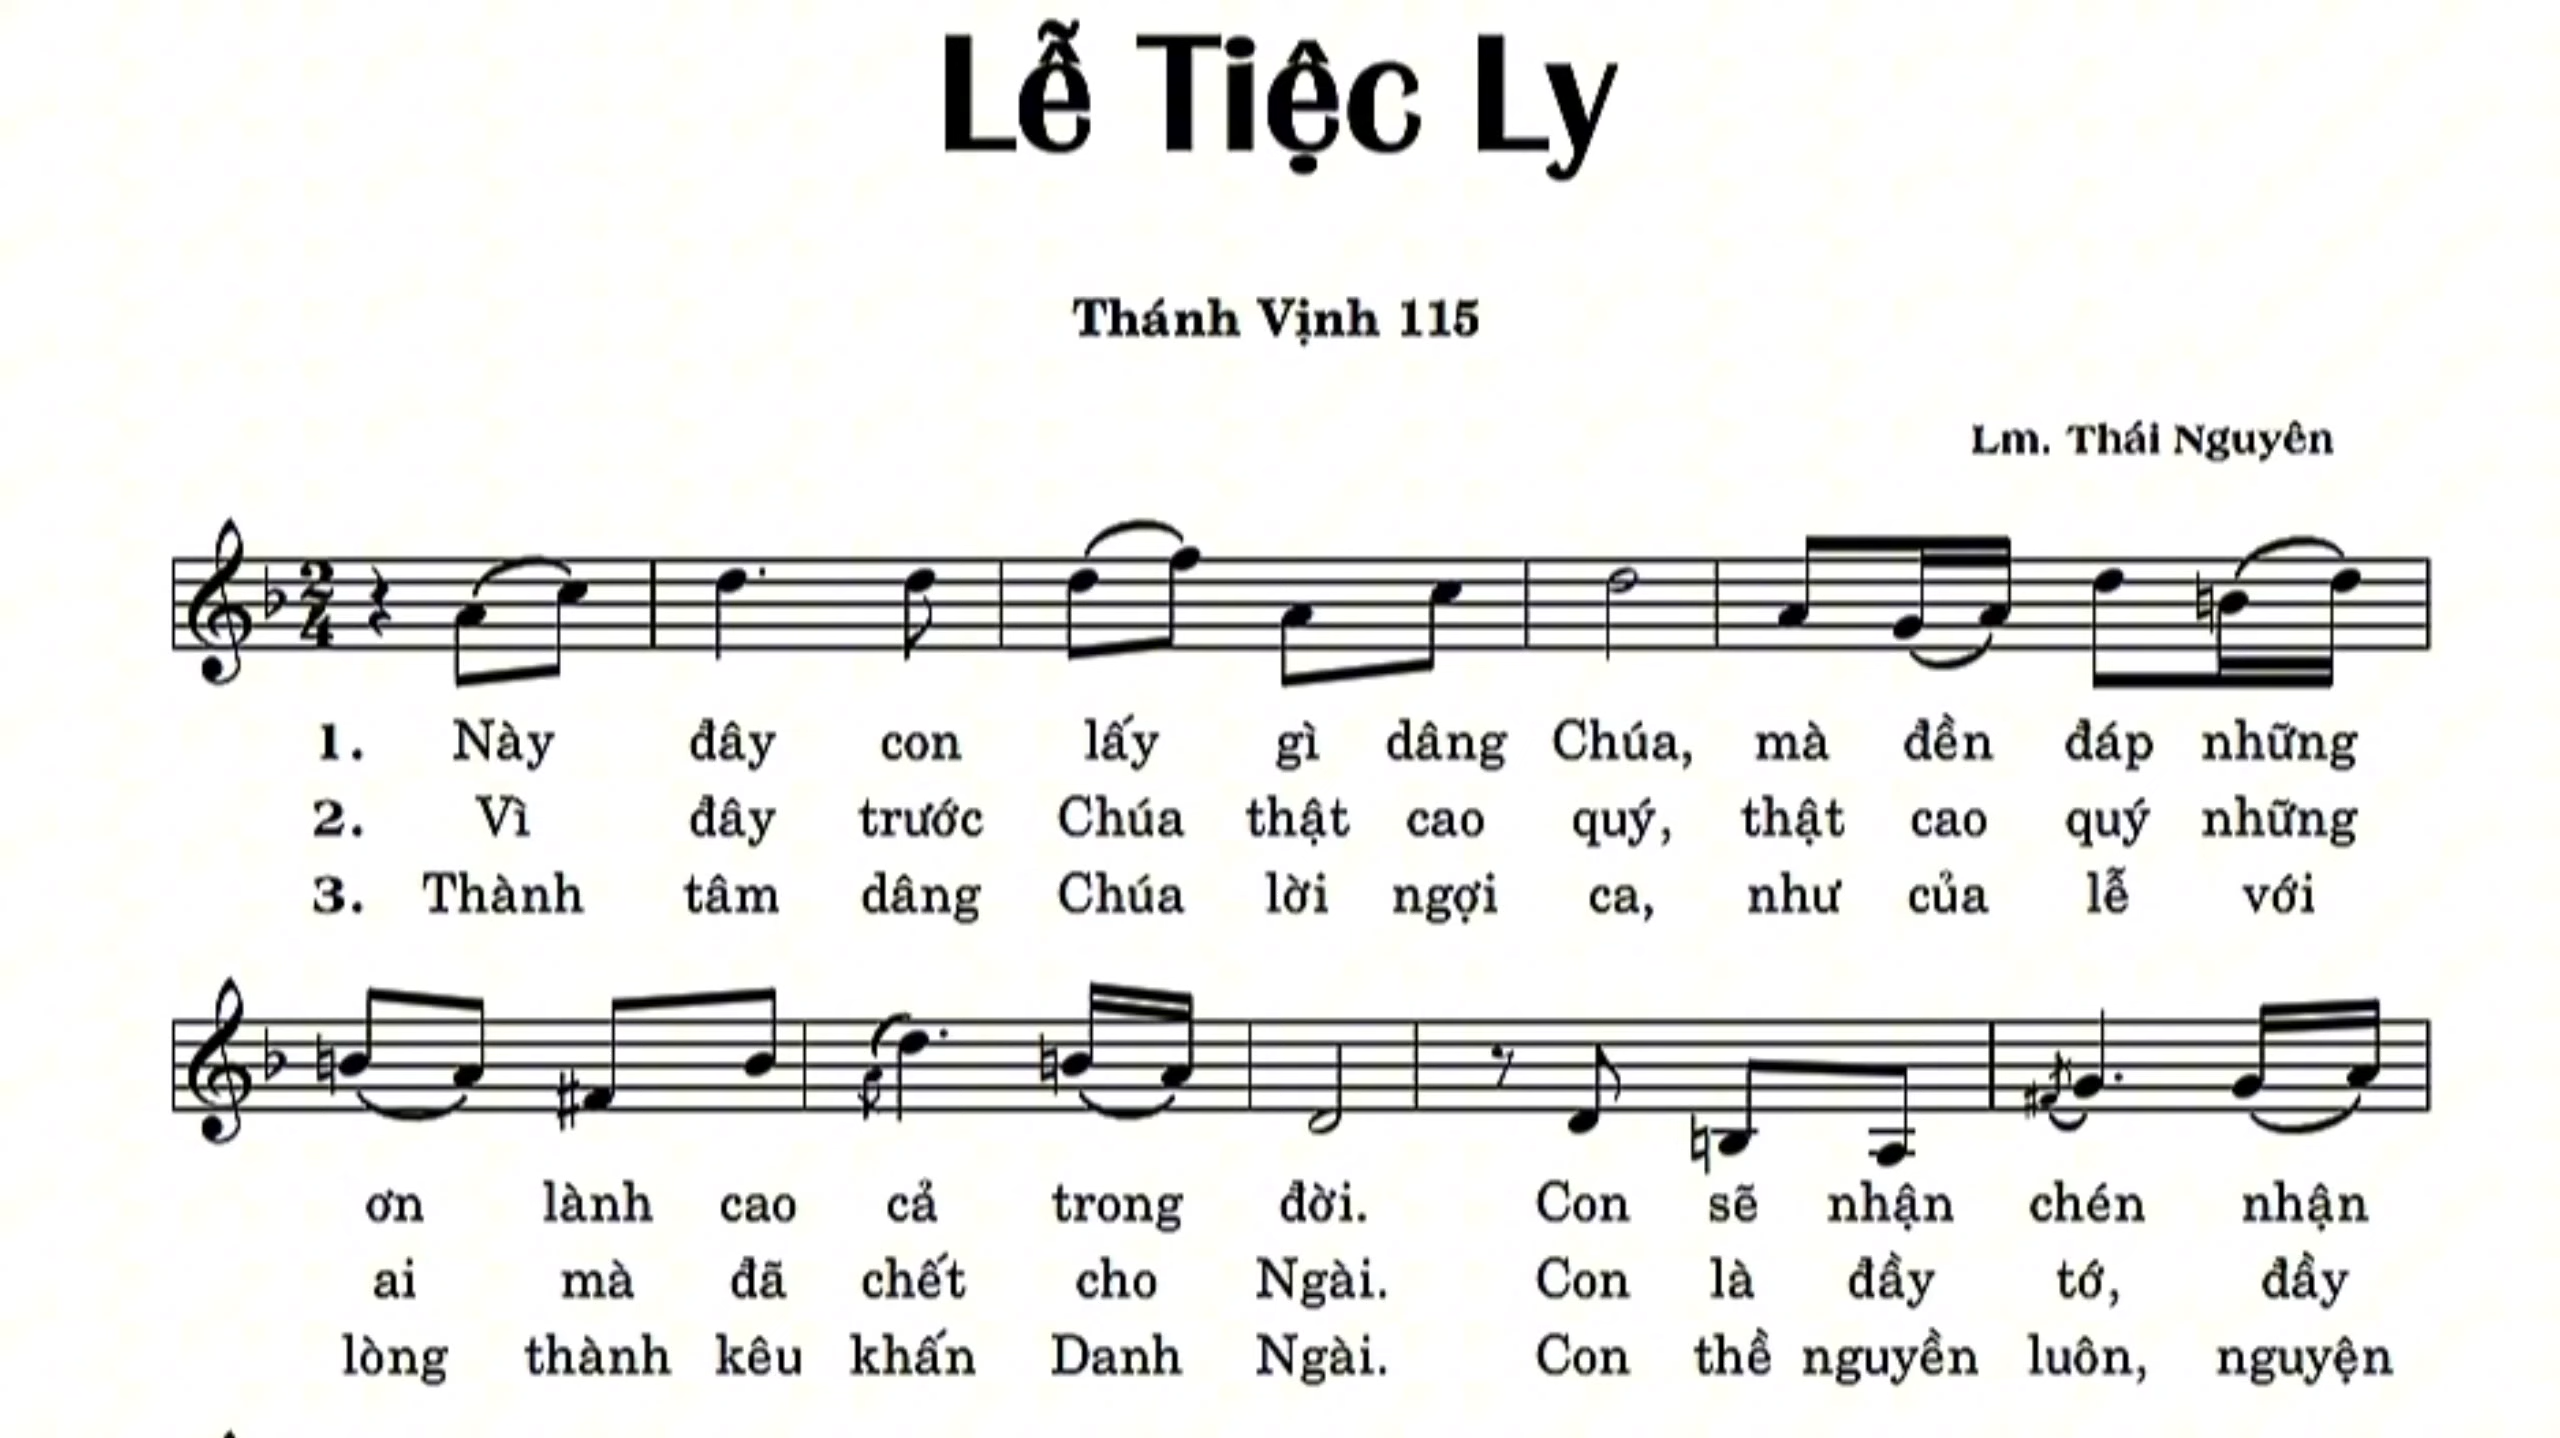 Lễ Tiệc Ly
Thánh Vịnh 115
Lm. Thái Nguyên
1. Này đây con lấy gì dâng Chúa, mà đền đáp những
2. Vì đây trước Chúa thật cao quý, thật cao quý những
3. Thành tâm dâng Chúa lời ngợi ca, như của lễ với
ơn lành cao cả trong đời. Con sẽ nhận chén nhận
ai mà đã chết cho Ngài. Con là đầy tớ, đầy
lòng thành kêu khấn Danh Ngài. Con thề nguyền luôn, nguyện